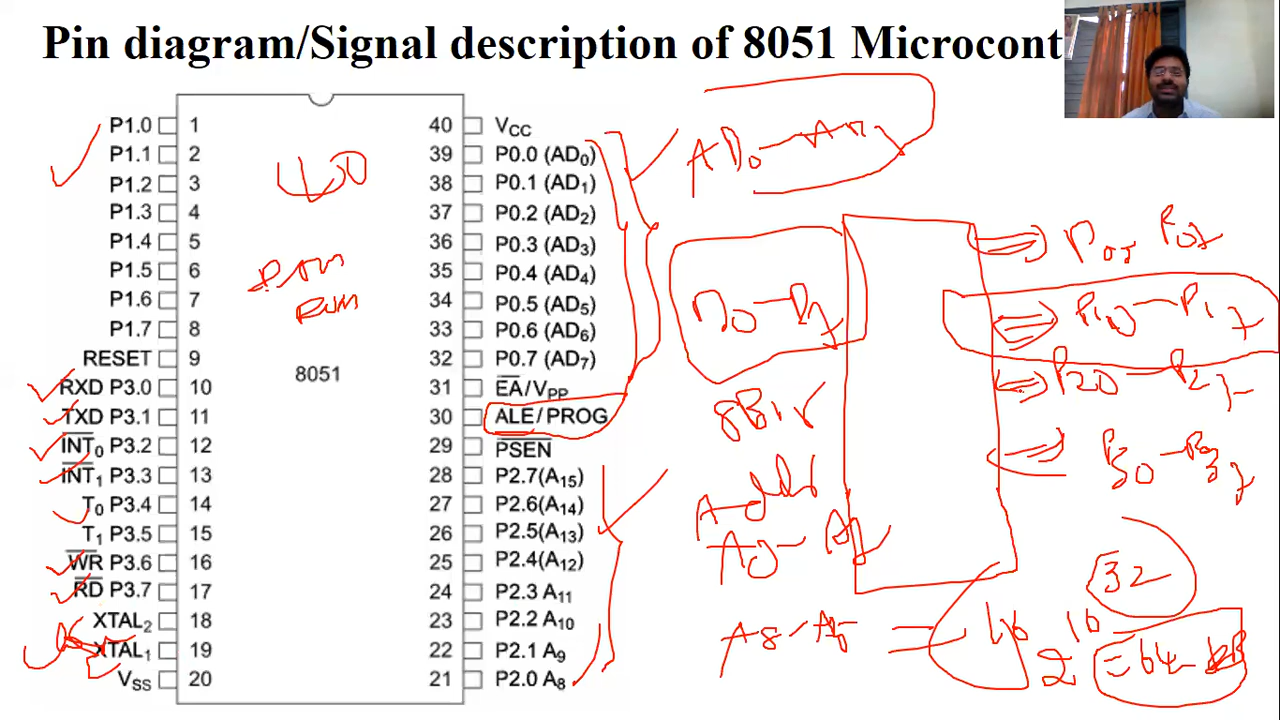 Pin diagram/Signal description of 8051 Microcont
P1.0 1
P1.1 2
P1.2 3
P1.3 4
P1.4 5
P1.5 6
P1.6 7
P1.7 8
RESET 9
RXD P3.0 10
TXD P3.1 11
INT0 P3.2 12
INT1 P3.3 13
T0 P3.4 14
T1 P3.5 15
WR P3.6 16
RD P3.7 17
XTAL2 18
XTAL1 19
VSS 20
8051
40 VCC
39 P0.0 (AD0)
38 P0.1 (AD1)
37 P0.2 (AD2)
36 P0.3 (AD3)
35 P0.4 (AD4)
34 P0.5 (AD5)
33 P0.6 (AD6)
32 P0.7 (AD7)
31 EA/VPP
30 ALE/PROG
29 PSEN
28 P2.7(A15)
27 P2.6(A14)
26 P2.5(A13)
25 P2.4(A12)
24 P2.3 A11
23 P2.2 A10
22 P2.1 A9
21 P2.0 A8
D0-D7
8Bit
P10-P17
P20-P27
P30-P37
32